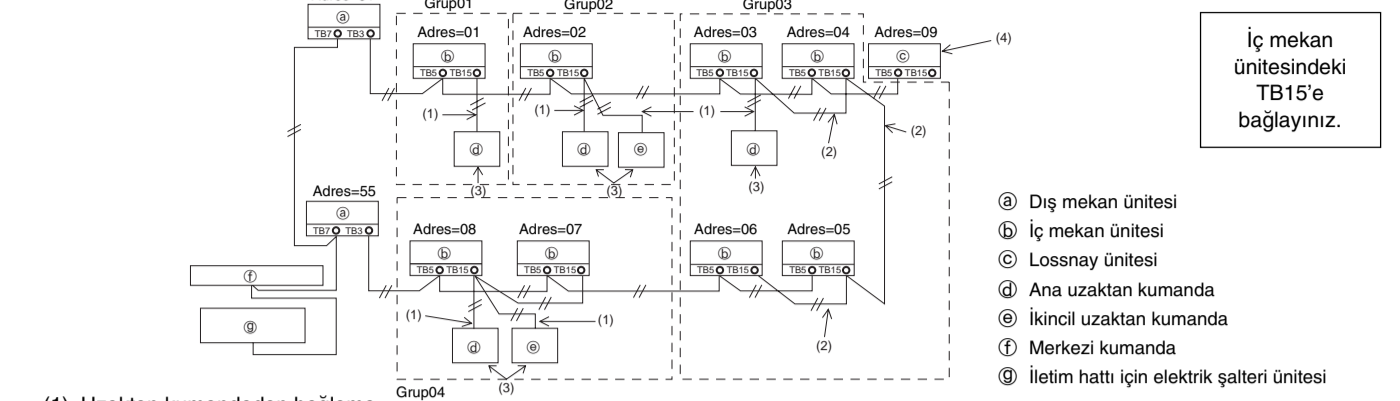 Grup01
Grup02
Grup03
ⓐ
TB7 TB3
Adres=01
Adres=02
Adres=03
Adres=04
Adres=09
(4)
ⓑ
ⓑ
ⓑ
ⓑ
ⓒ
TB5 TB15
TB5 TB15
TB5 TB15
TB5 TB15
TB5 TB15
İç mekan
ünitesindeki
TB15'e
bağlayınız.
(1)
(1)
(1)
(2)
(2)
ⓓ
ⓓ
ⓔ
ⓓ
(3)
(3)
(3)
Adres=55
ⓐ
TB7 TB3
Adres=08
Adres=07
Adres=06
Adres=05
ⓑ
ⓑ
ⓑ
ⓑ
TB5 TB15
TB5 TB15
TB5 TB15
TB5 TB15
ⓕ
ⓖ
(1)
(1)
(2)
ⓓ
ⓔ
(3)
Grup04
ⓐ Dış mekan ünitesi
ⓑ İç mekan ünitesi
ⓒ Lossnay ünitesi
ⓓ Ana uzaktan kumanda
ⓔ İkincil uzaktan kumanda
ⓕ Merkezi kumanda
ⓖ İletim hattı için elektrik şalteri ünitesi